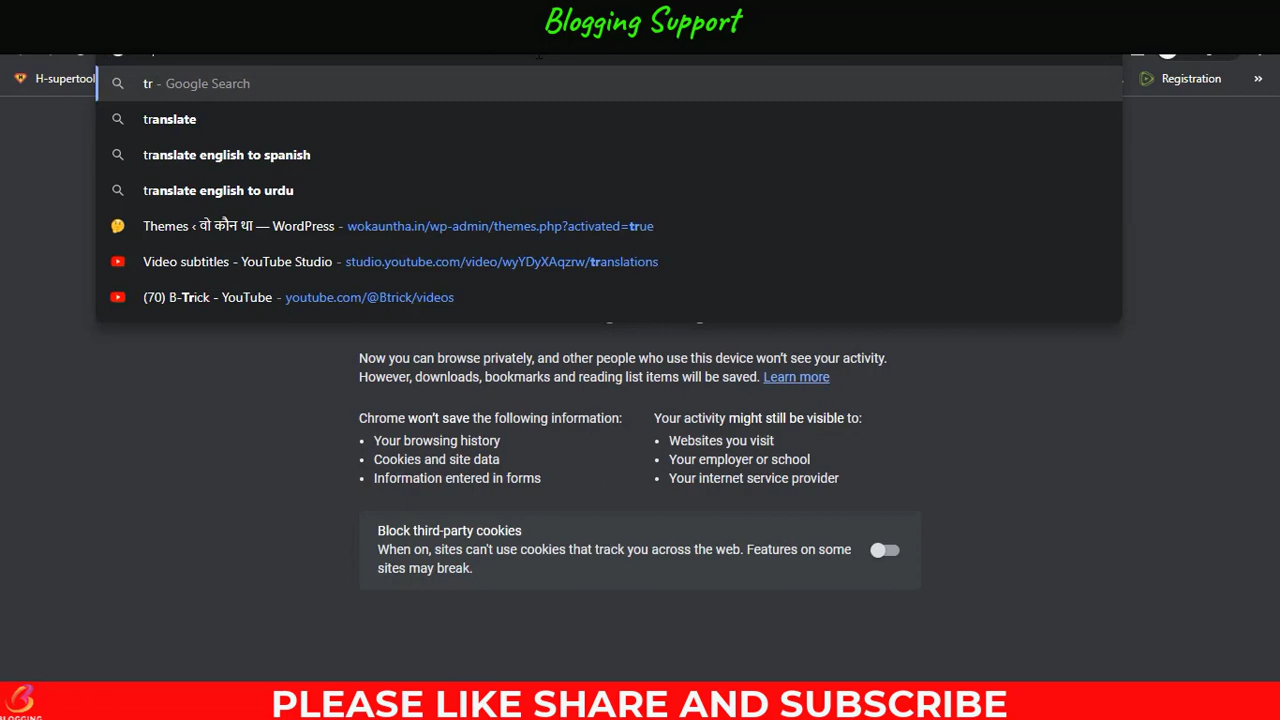 Blogging Support
H-supertool
Registration »
tr - Google Search
translate
translate english to spanish
translate english to urdu
Themes ‹ वो कौन था — WordPress - wokauntha.in/wp-admin/themes.php?activated=true
Video subtitles - YouTube Studio - studio.youtube.com/video/wyYDyXAqzrw/translations
(70) B-Trick - YouTube - youtube.com/@Btrick/videos
Now you can browse privately, and other people who use this device won't see your activity.
However, downloads, bookmarks and reading list items will be saved. Learn more
Chrome won't save the following information:
• Your browsing history
• Cookies and site data
• Information entered in forms
Your activity might still be visible to:
• Websites you visit
• Your employer or school
• Your internet service provider
Block third-party cookies
When on, sites can't use cookies that track you across the web. Features on some
sites may break.
PLEASE LIKE SHARE AND SUBSCRIBE
BLOGGING